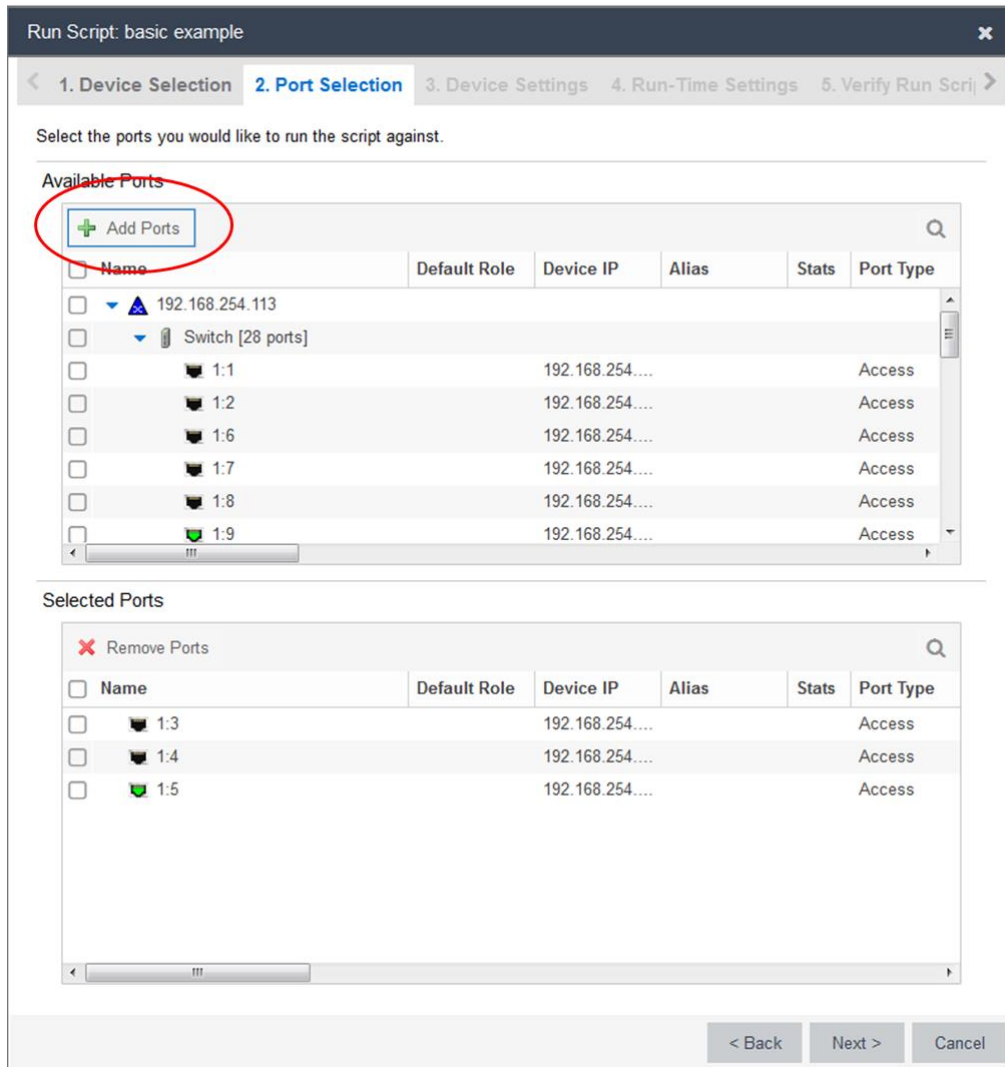 Run Script: basic example
1. Device Selection 2. Port Selection 3. Device Settings 4. Run-Time Settings 5. Verify Run Scri
Select the ports you would like to run the script against.
Available Ports
Add Ports
Name Default Role Device IP Alias Stats Port Type
192.168.254.113
Switch [28 ports]
1:1 192.168.254.... Access
1:2 192.168.254.... Access
1:6 192.168.254.... Access
1:7 192.168.254.... Access
1:8 192.168.254.... Access
1:9 192.168.254.... Access
Selected Ports
Remove Ports
Name Default Role Device IP Alias Stats Port Type
1:3 192.168.254.... Access
1:4 192.168.254.... Access
1:5 192.168.254.... Access
< Back Next > Cancel